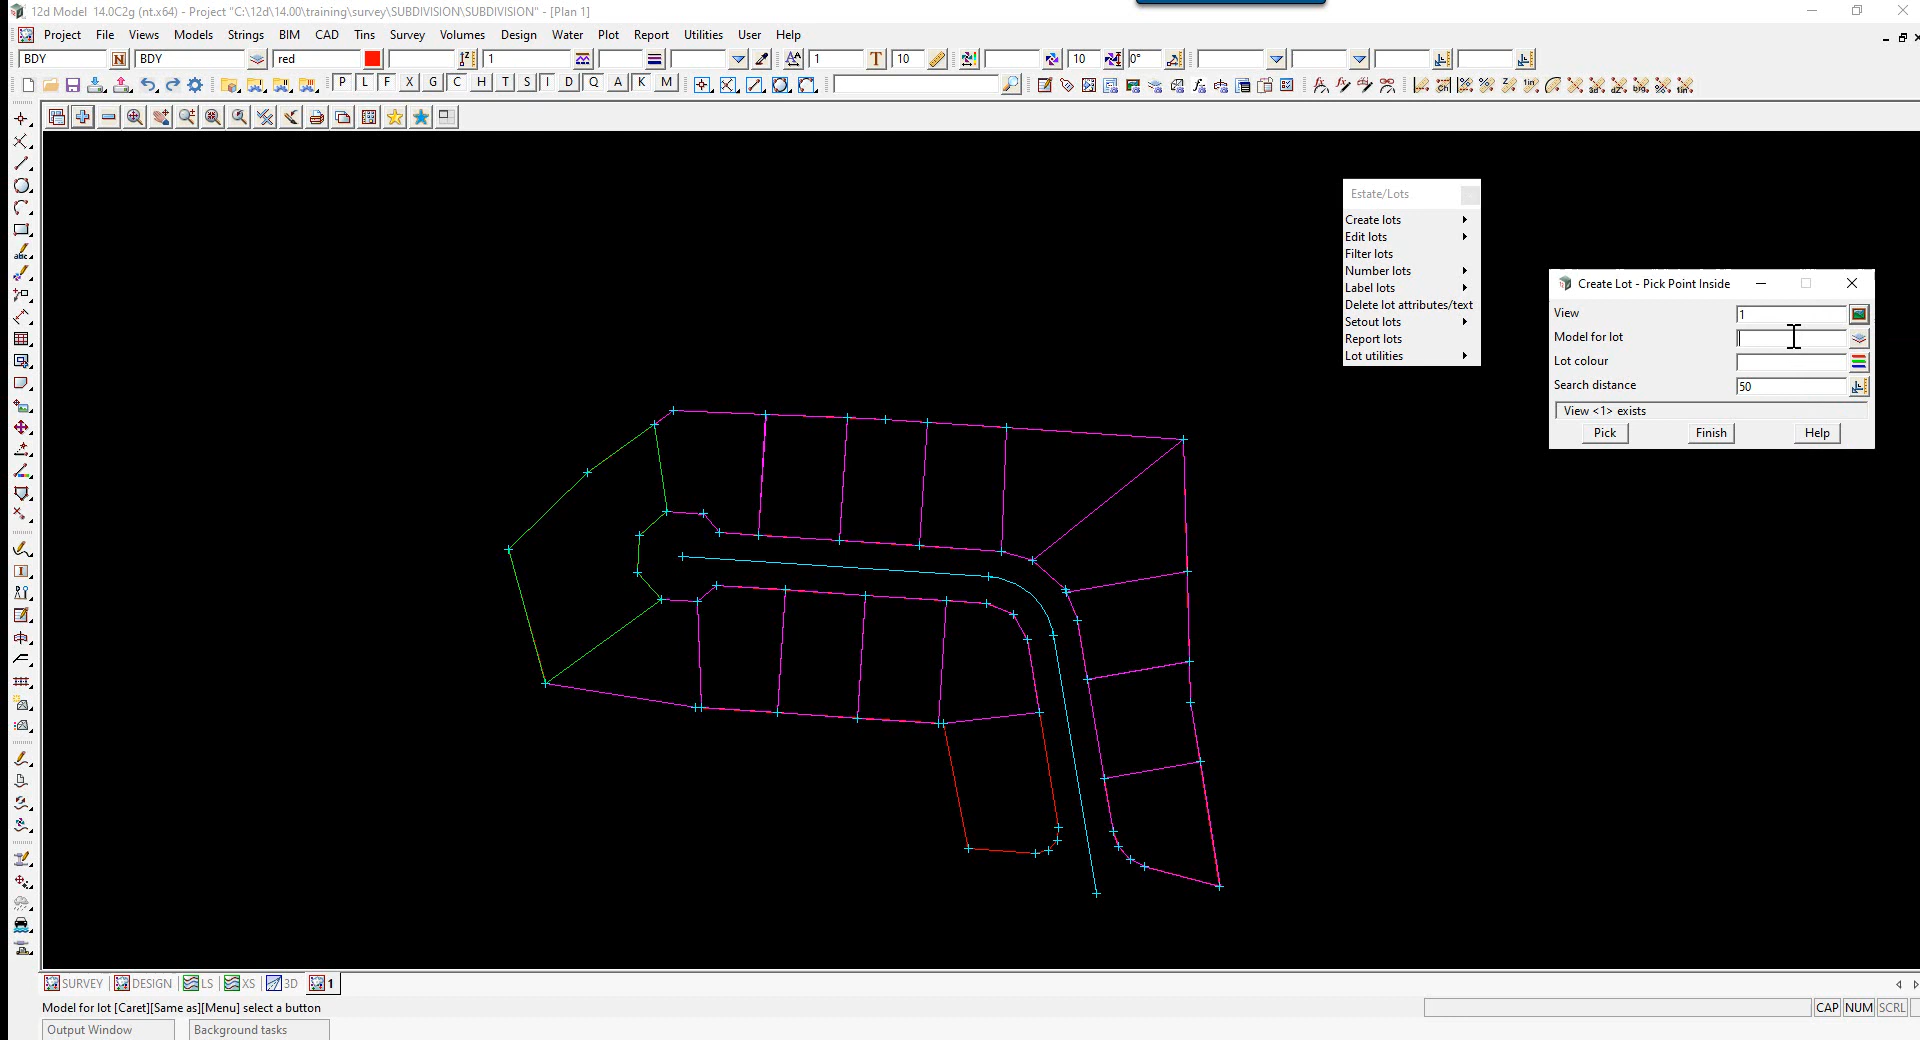 12d Model 14.0C2g (nt.x64) - Project "C:\12d\14.00\training\survey\SUBDIVISION\SUBDIVISION" - [Plan 1]
Project File Views Models Strings BIM CAD Tins Survey Volumes Design Water Plot Report Utilities User Help
BDY N BDY red 1 1 T 10 10 0°
P L F X G C H T S I D Q A K M
Estate/Lots
Create lots
Edit lots
Filter lots
Number lots
Label lots
Delete lot attributes/text
Setout lots
Report lots
Lot utilities
Create Lot - Pick Point Inside
View 1
Model for lot
Lot colour
Search distance 50
View <1> exists
Pick Finish Help
SURVEY DESIGN LS XS 3D 1
Model for lot [Caret][Same as][Menu] select a button
CAP NUM SCRL
Output Window Background tasks